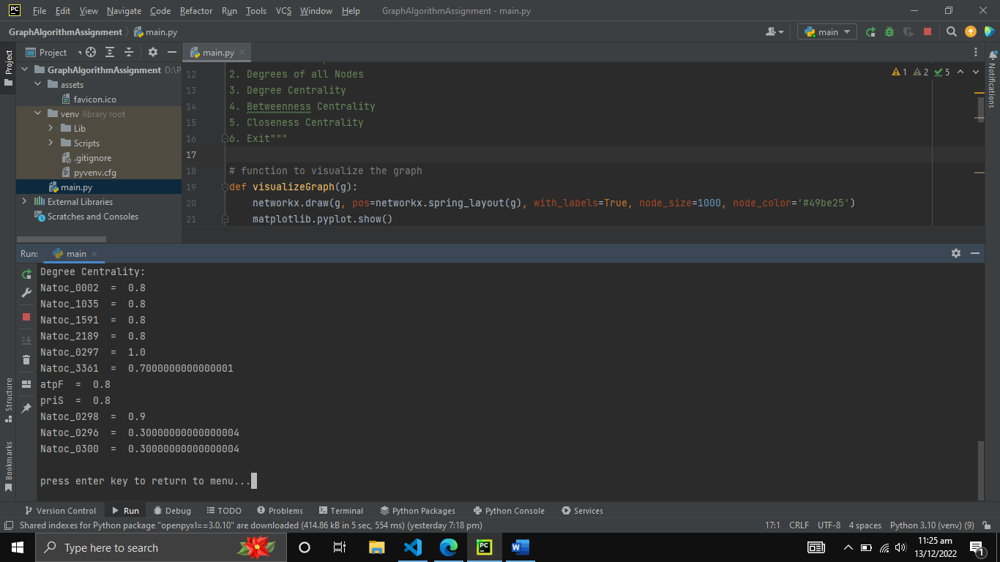 PC File Edit View Navigate Code Refactor Run Tools VCS Window Help GraphAlgorithmAssignment - main.py
GraphAlgorithmAssignment main.py main
Project main.py
Project
Notifications
GraphAlgorithmAssignment D:\P
assets
favicon.ico
venv library root
Lib
Scripts
.gitignore
pyvenv.cfg
main.py
External Libraries
Scratches and Consoles
1 2 5
12 2. Degrees of all Nodes
13 3. Degree Centrality
14 4. Betweenness Centrality
15 5. Closeness Centrality
16 6. Exit"""
17
18 # function to visualize the graph
19 def visualizeGraph(g):
20 networkx.draw(g, pos=networkx.spring_layout(g), with_labels=True, node_size=1000, node_color='#49be25')
21 matplotlib.pyplot.show()
Run: main
Degree Centrality:
Natoc_0002 = 0.8
Natoc_1035 = 0.8
Natoc_1591 = 0.8
Natoc_2189 = 0.8
Natoc_0297 = 1.0
Natoc_3361 = 0.7000000000000001
atpF = 0.8
priS = 0.8
Natoc_0298 = 0.9
Natoc_0296 = 0.30000000000000004
Natoc_0300 = 0.30000000000000004
press enter key to return to menu...
Structure
Bookmarks
Version Control Run Debug TODO Problems Terminal Python Packages Python Console Services
Shared indexes for Python package "openpyxl==3.0.10" are downloaded (414.86 kB in 5 sec, 554 ms) (yesterday 7:18 pm) 17:1 CRLF UTF-8 4 spaces Python 3.10 (venv) (9)
Type here to search PC W 11:25 am
13/12/2022 1